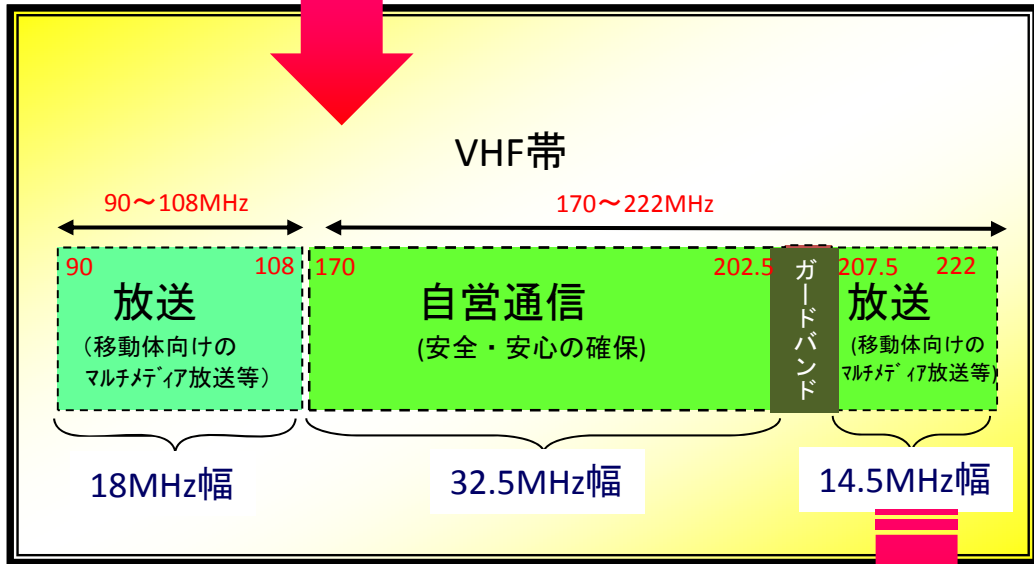 VHF帯
90～108MHz
170～222MHz
90
108
170
202.5
207.5
222
放送
(移動体向けの
ﾏﾙﾁﾒﾃﾞｨｱ放送等)
自営通信
(安全・安心の確保)
ガードバンド
放送
(移動体向けの
ﾏﾙﾁﾒﾃﾞｨｱ放送等)
18MHz幅
32.5MHz幅
14.5MHz幅